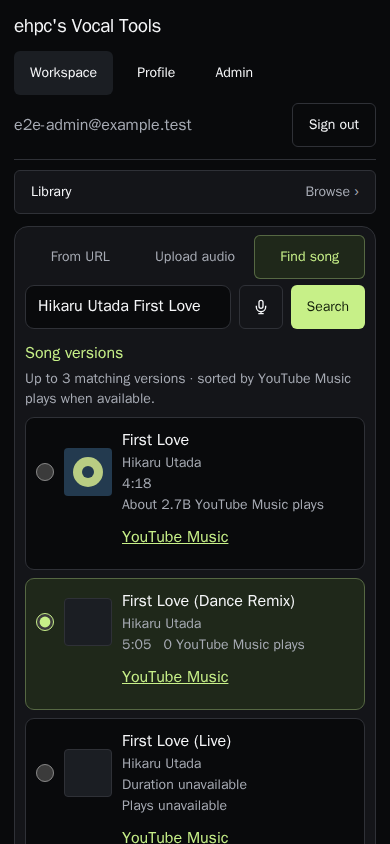 ehpc's Vocal Tools
Workspace
Profile
Admin
e2e-admin@example.test
Sign out
Library
Browse ›
From URL
Upload audio
Find song
Hikaru Utada First Love
Search
Song versions
Up to 3 matching versions · sorted by YouTube Music
plays when available.
First Love
Hikaru Utada
4:18
About 2.7B YouTube Music plays
YouTube Music
First Love (Dance Remix)
Hikaru Utada
5:05 0 YouTube Music plays
YouTube Music
First Love (Live)
Hikaru Utada
Duration unavailable
Plays unavailable
YouTube Music